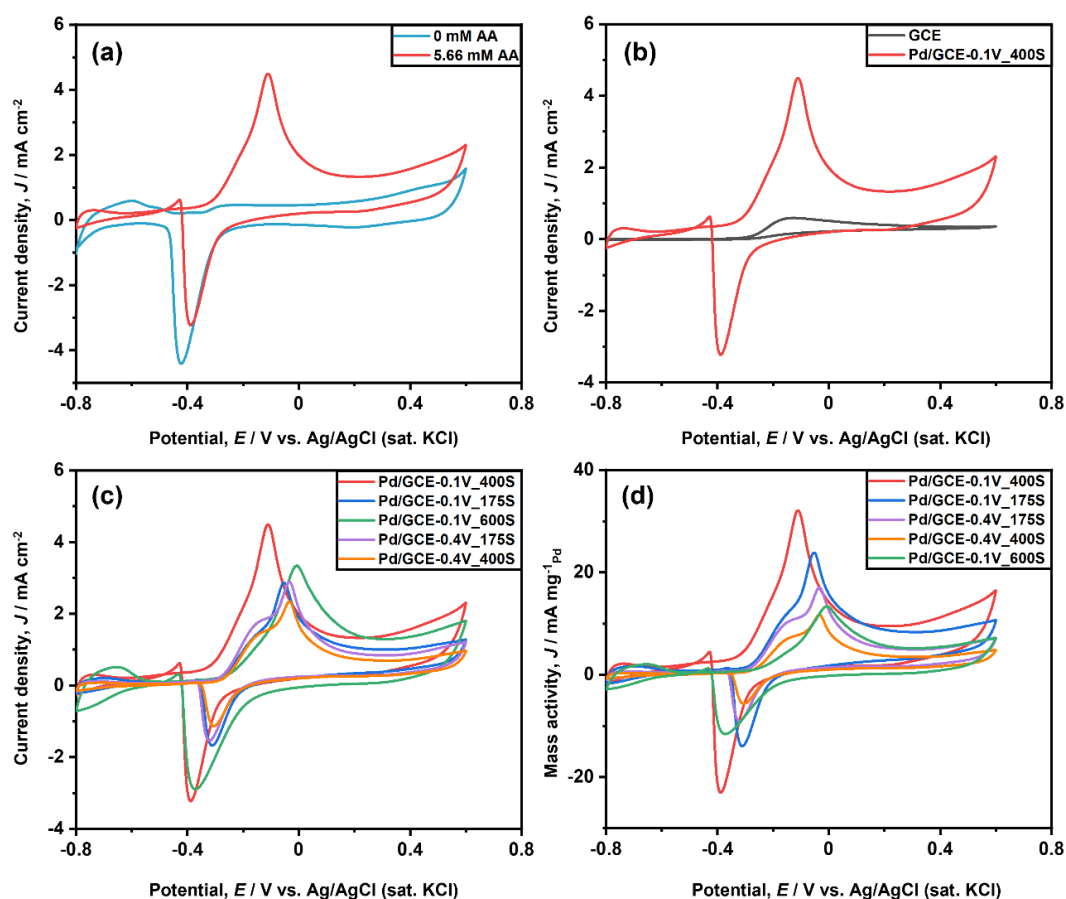 (a)
0 mM AA
5.66 mM AA
6
4
2
0
-2
-4
Current density, J / mA cm-2
-0.8
-0.4
0
0.4
0.8
Potential, E / V vs. Ag/AgCl (sat. KCl)
(b)
GCE
Pd/GCE-0.1V_400S
6
4
2
0
-2
-4
Current density, J / mA cm-2
-0.8
-0.4
0
0.4
0.8
Potential, E / V vs. Ag/AgCl (sat. KCl)
(c)
Pd/GCE-0.1V_400S
Pd/GCE-0.1V_175S
Pd/GCE-0.1V_600S
Pd/GCE-0.4V_175S
Pd/GCE-0.4V_400S
6
4
2
0
-2
-4
Current density, J / mA cm-2
-0.8
-0.4
0
0.4
0.8
Potential, E / V vs. Ag/AgCl (sat. KCl)
(d)
Pd/GCE-0.1V_400S
Pd/GCE-0.1V_175S
Pd/GCE-0.4V_175S
Pd/GCE-0.4V_400S
Pd/GCE-0.1V_600S
40
20
0
-20
Mass activity, J / mA mg-1Pd
-0.8
-0.4
0
0.4
0.8
Potential, E / V vs. Ag/AgCl (sat. KCl)